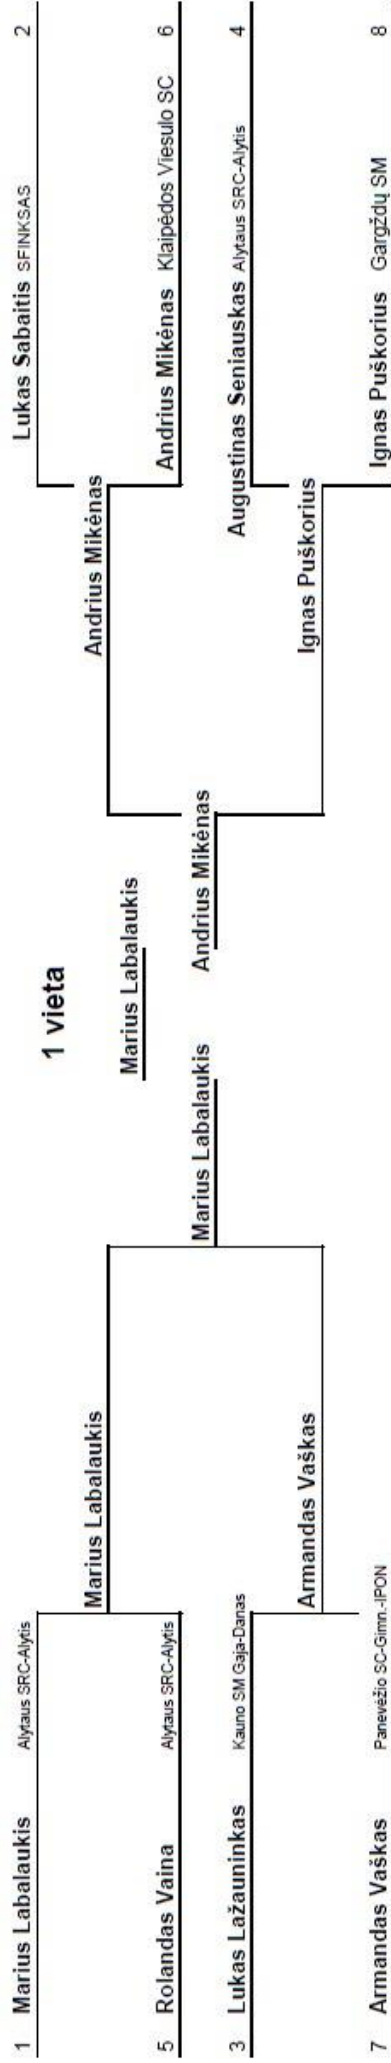 1 vieta
1 Marius Labalaukis Alytaus SRC-Alytis
Lukas Sabaitis SFINKSAS 2
Marius Labalaukis
Andrius Mikėnas
Marius Labalaukis
5 Rolandas Vaina Alytaus SRC-Alytis
Andrius Mikėnas Klaipėdos Viesulo SC 6
Marius Labalaukis
Andrius Mikėnas
3 Lukas Lažauninkas Kauno SM Gaja-Danas
Augustinas Seniauskas Alytaus SRC-Alytis 4
Armandas Vaškas
Ignas Puškorius
7 Armandas Vaškas Panevėžio SC-Gimn.-IPON
Ignas Puškorius Gargždų SM 8